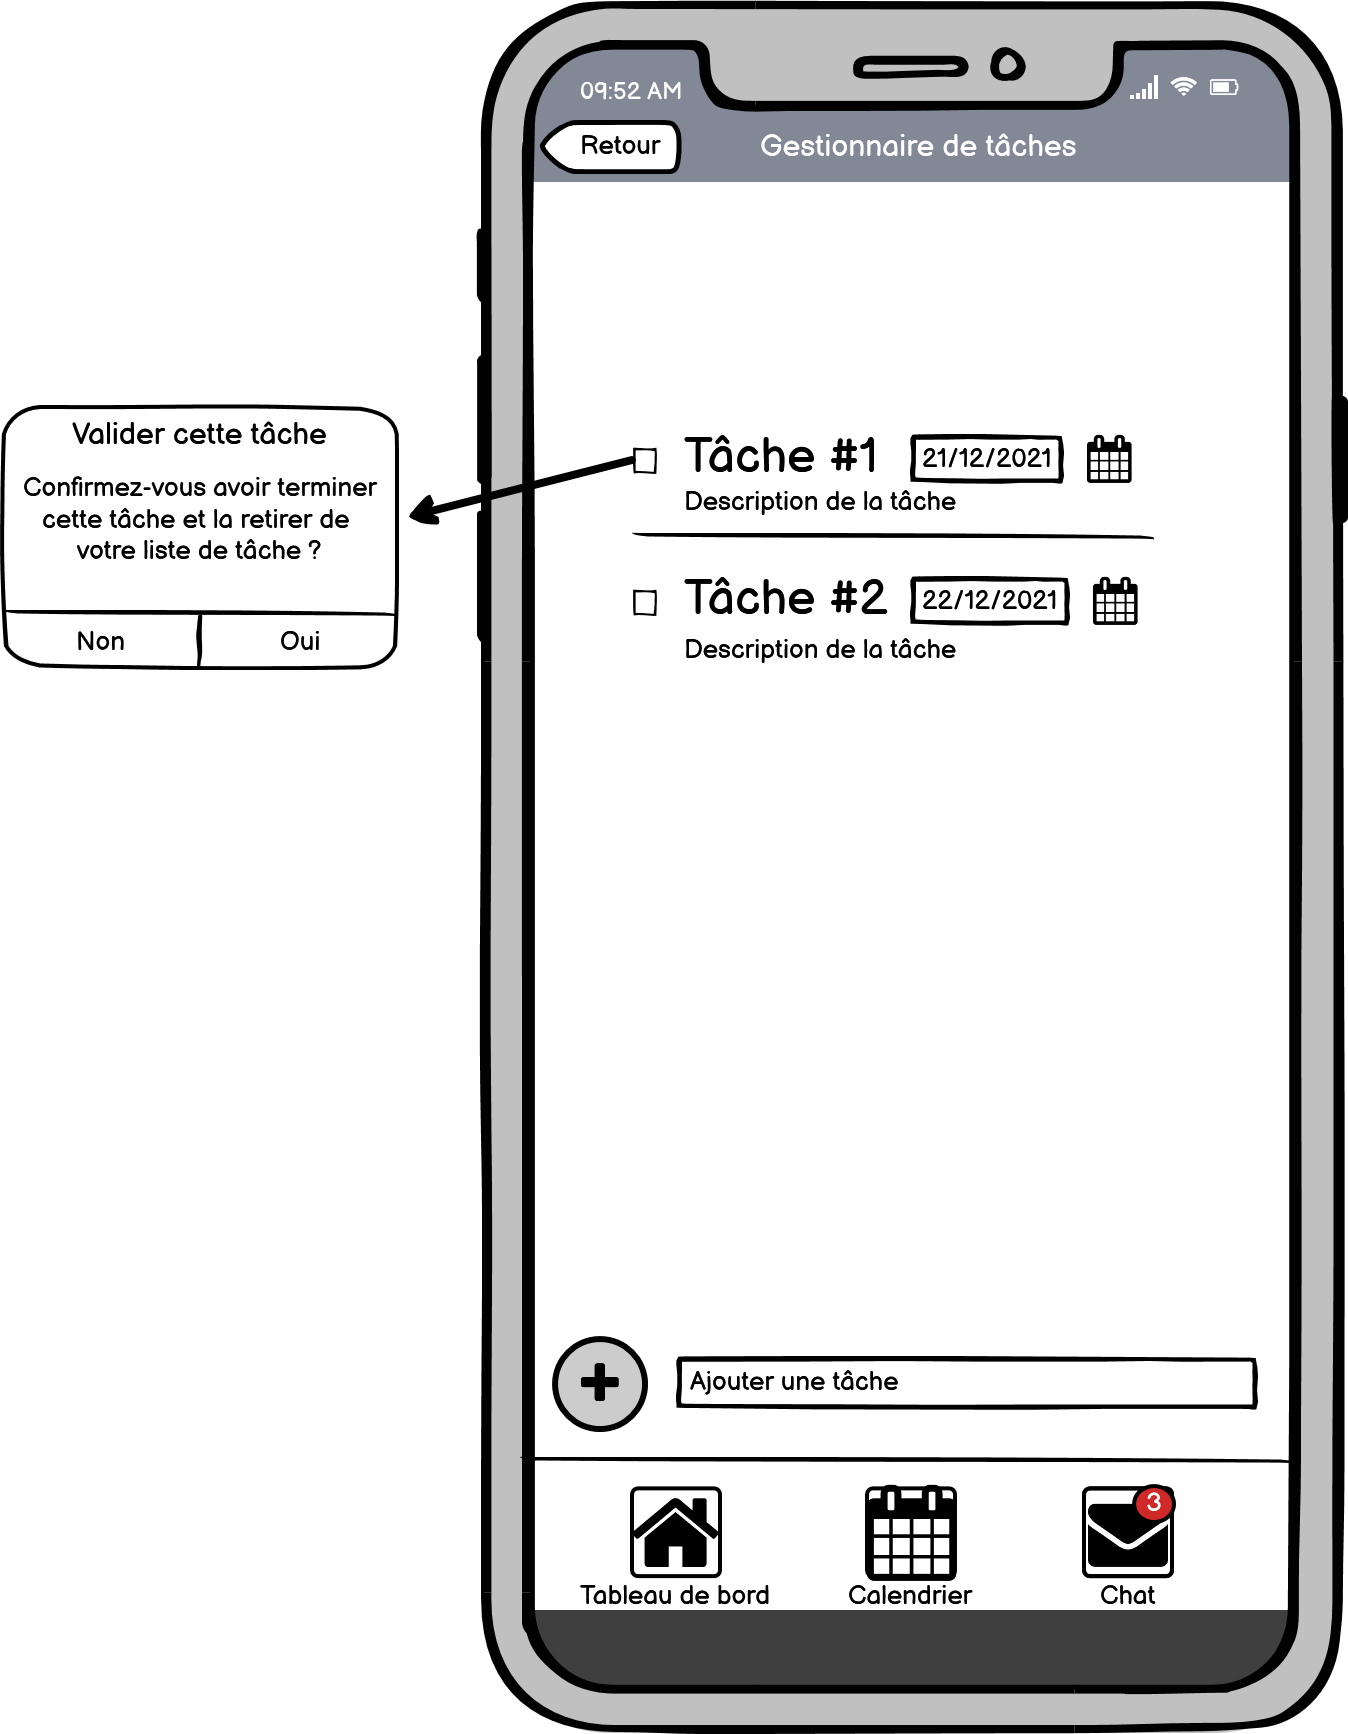 09:52 AM
Retour
Gestionnaire de tâches
Valider cette tâche
Confirmez-vous avoir terminer
cette tâche et la retirer de
votre liste de tâche ?
Non
Oui
Tâche #1
21/12/2021
Description de la tâche
Tâche #2
22/12/2021
Description de la tâche
Ajouter une tâche
3
Tableau de bord
Calendrier
Chat